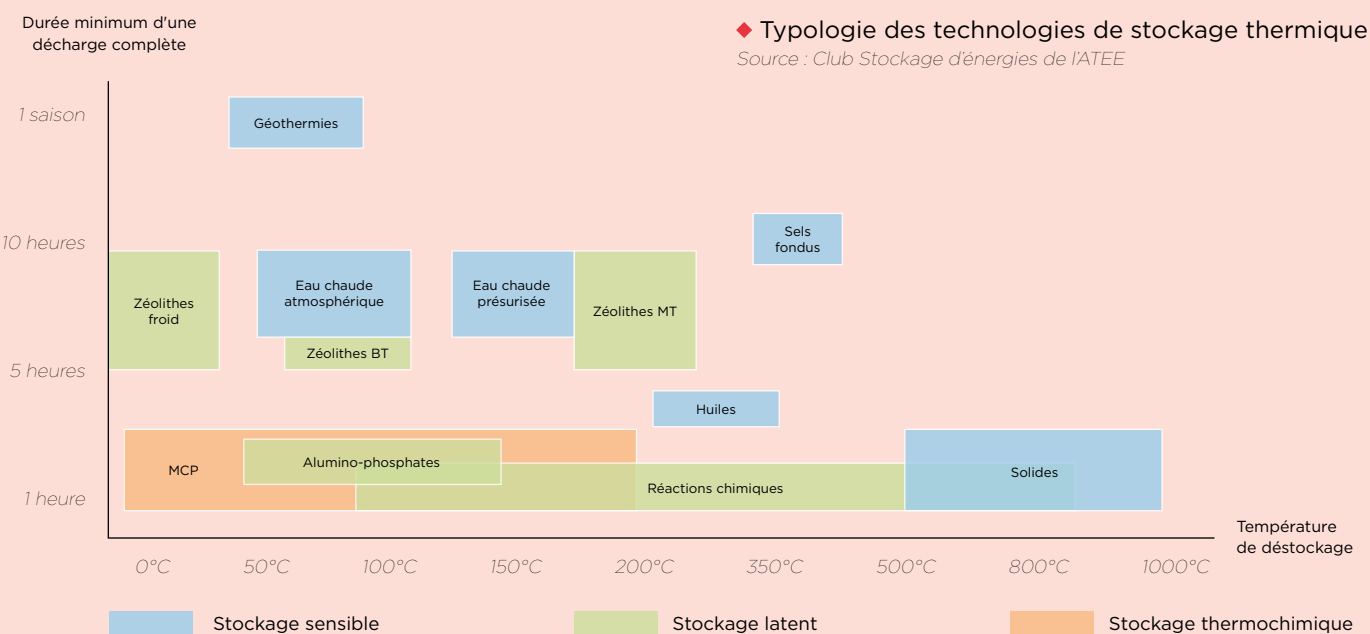 Durée minimum d'une
décharge complète
◆ Typologie des technologies de stockage thermique
Source : Club Stockage d'énergies de l'ATEE
1 saison
Géothermies
10 heures
Sels
fondus
Zéolithes
froid
Eau chaude
atmosphérique
Eau chaude
présurisée
Zéolithes MT
Zéolithes BT
5 heures
Huiles
MCP
Alumino-phosphates
Réactions chimiques
Solides
1 heure
Température
de déstockage
0°C 50°C 100°C 150°C 200°C 350°C 500°C 800°C 1000°C
Stockage sensible Stockage latent Stockage thermochimique